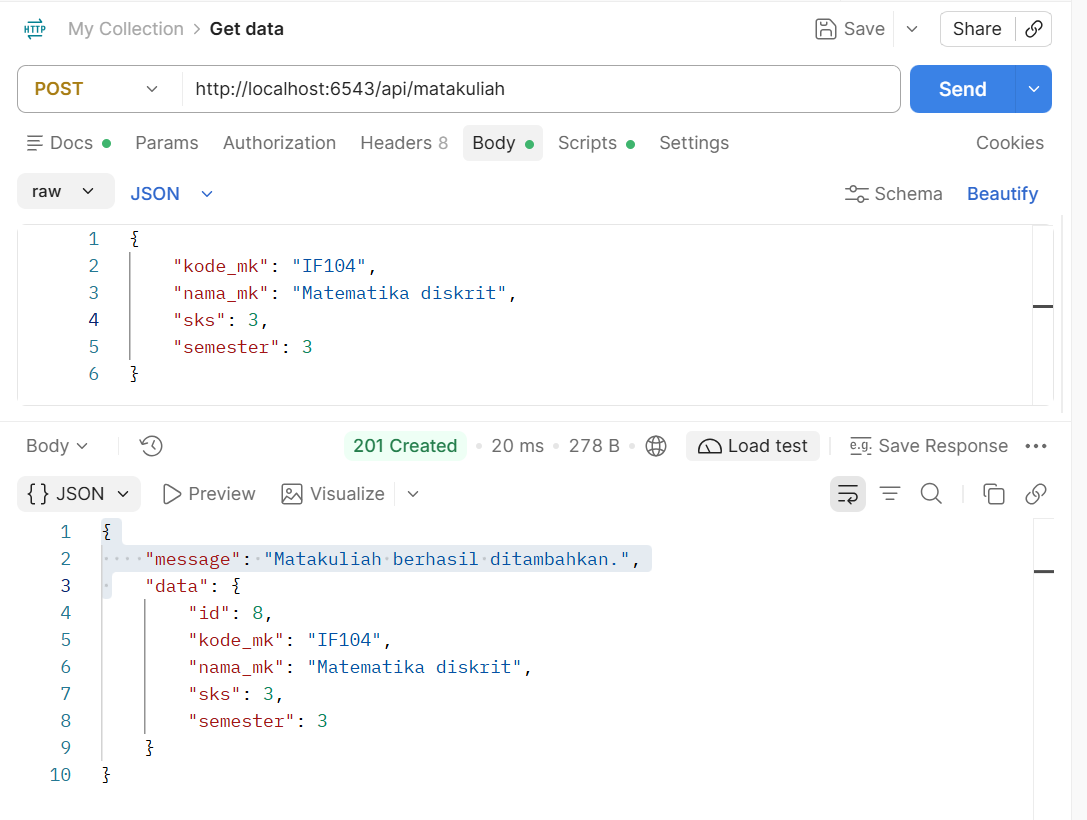 HTTP My Collection > Get data Save Share
POST http://localhost:6543/api/matakuliah Send
Docs Params Authorization Headers 8 Body Scripts Settings Cookies
raw JSON Schema Beautify
1 {
2 "kode_mk": "IF104",
3 "nama_mk": "Matematika diskrit",
4 "sks": 3,
5 "semester": 3
6 }
Body 201 Created • 20 ms • 278 B • Load test e.g. Save Response
{} JSON Preview Visualize
1 {
2 "message": "Matakuliah berhasil ditambahkan.",
3 "data": {
4 "id": 8,
5 "kode_mk": "IF104",
6 "nama_mk": "Matematika diskrit",
7 "sks": 3,
8 "semester": 3
9 }
10 }